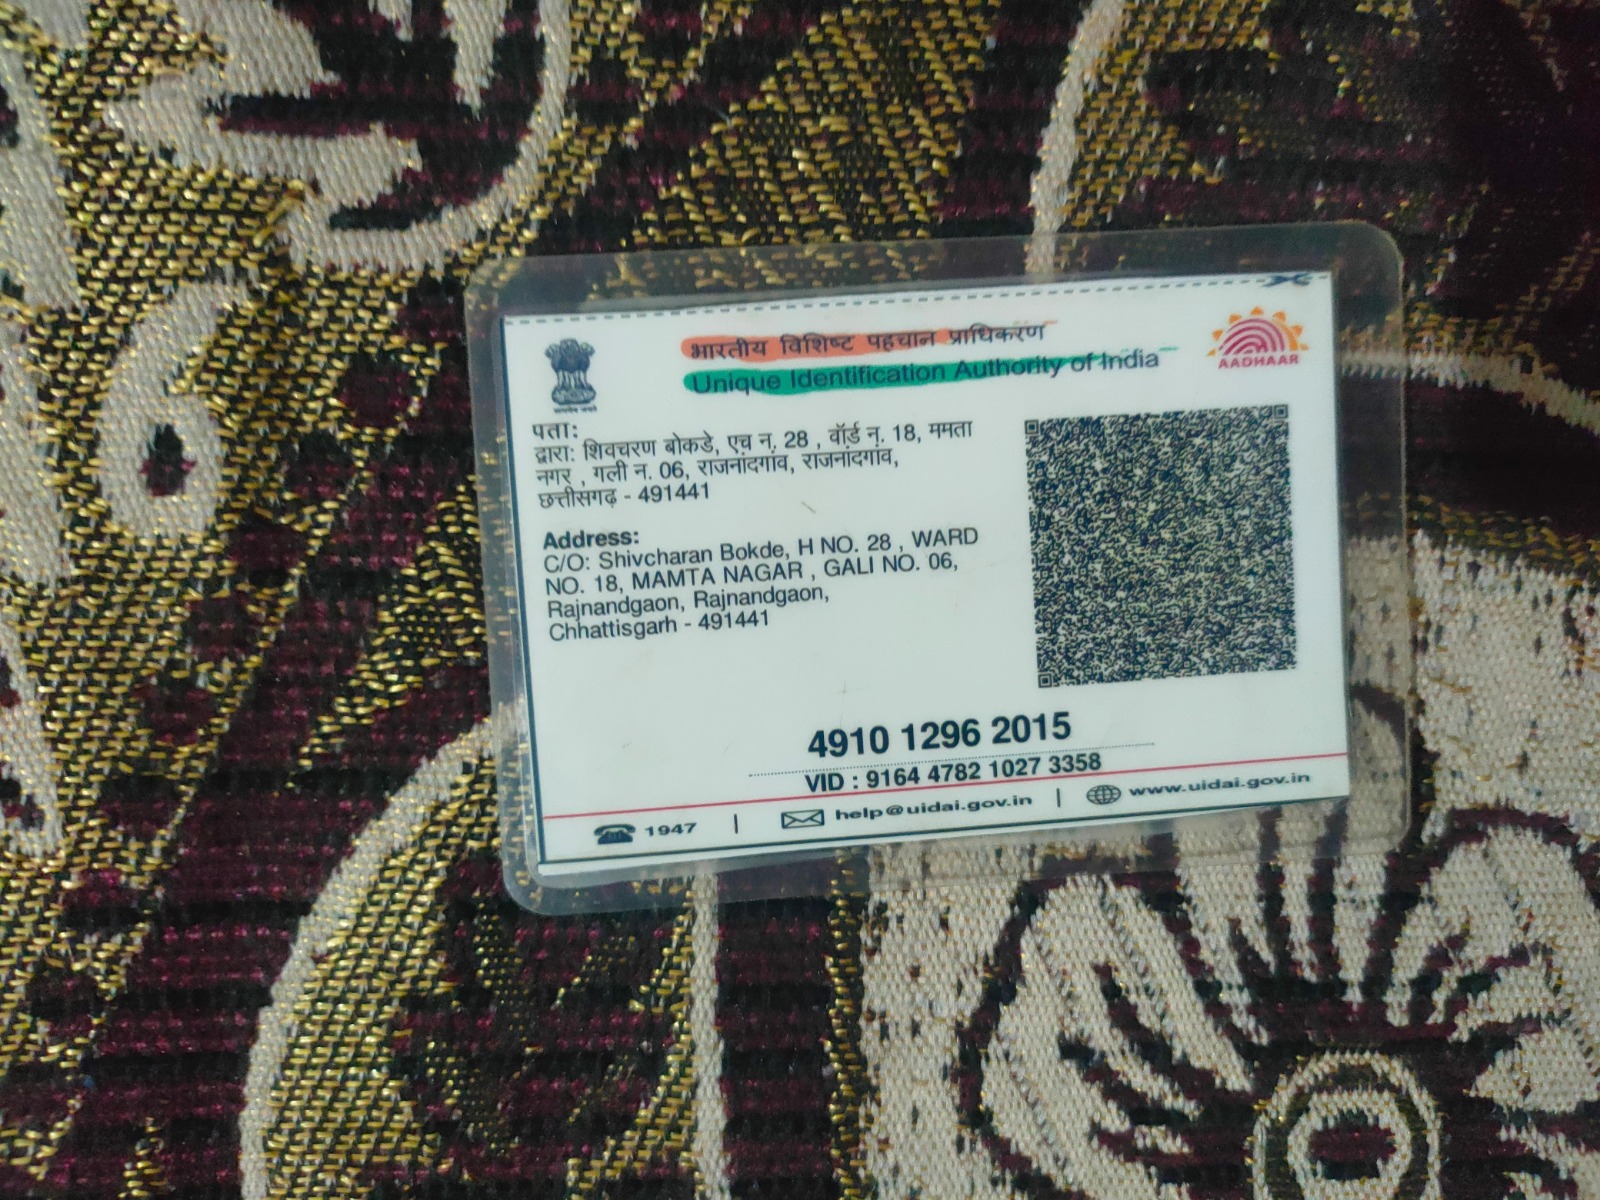 भारतीय विशिष्ट पहचान प्राधिकरण
Unique Identification Authority of India
AADHAAR
पता:
द्वारा: शिवचरण बोकडे, एच न. 28 , वॉर्ड न. 18, ममता
नगर , गली न. 06, राजनांदगांव, राजनांदगांव,
छत्तीसगढ़ - 491441
Address:
C/O: Shivcharan Bokde, H NO. 28 , WARD
NO. 18, MAMTA NAGAR , GALI NO. 06,
Rajnandgaon, Rajnandgaon,
Chhattisgarh - 491441
4910 1296 2015
VID : 9164 4782 1027 3358
1947 | help@uidai.gov.in | www.uidai.gov.in